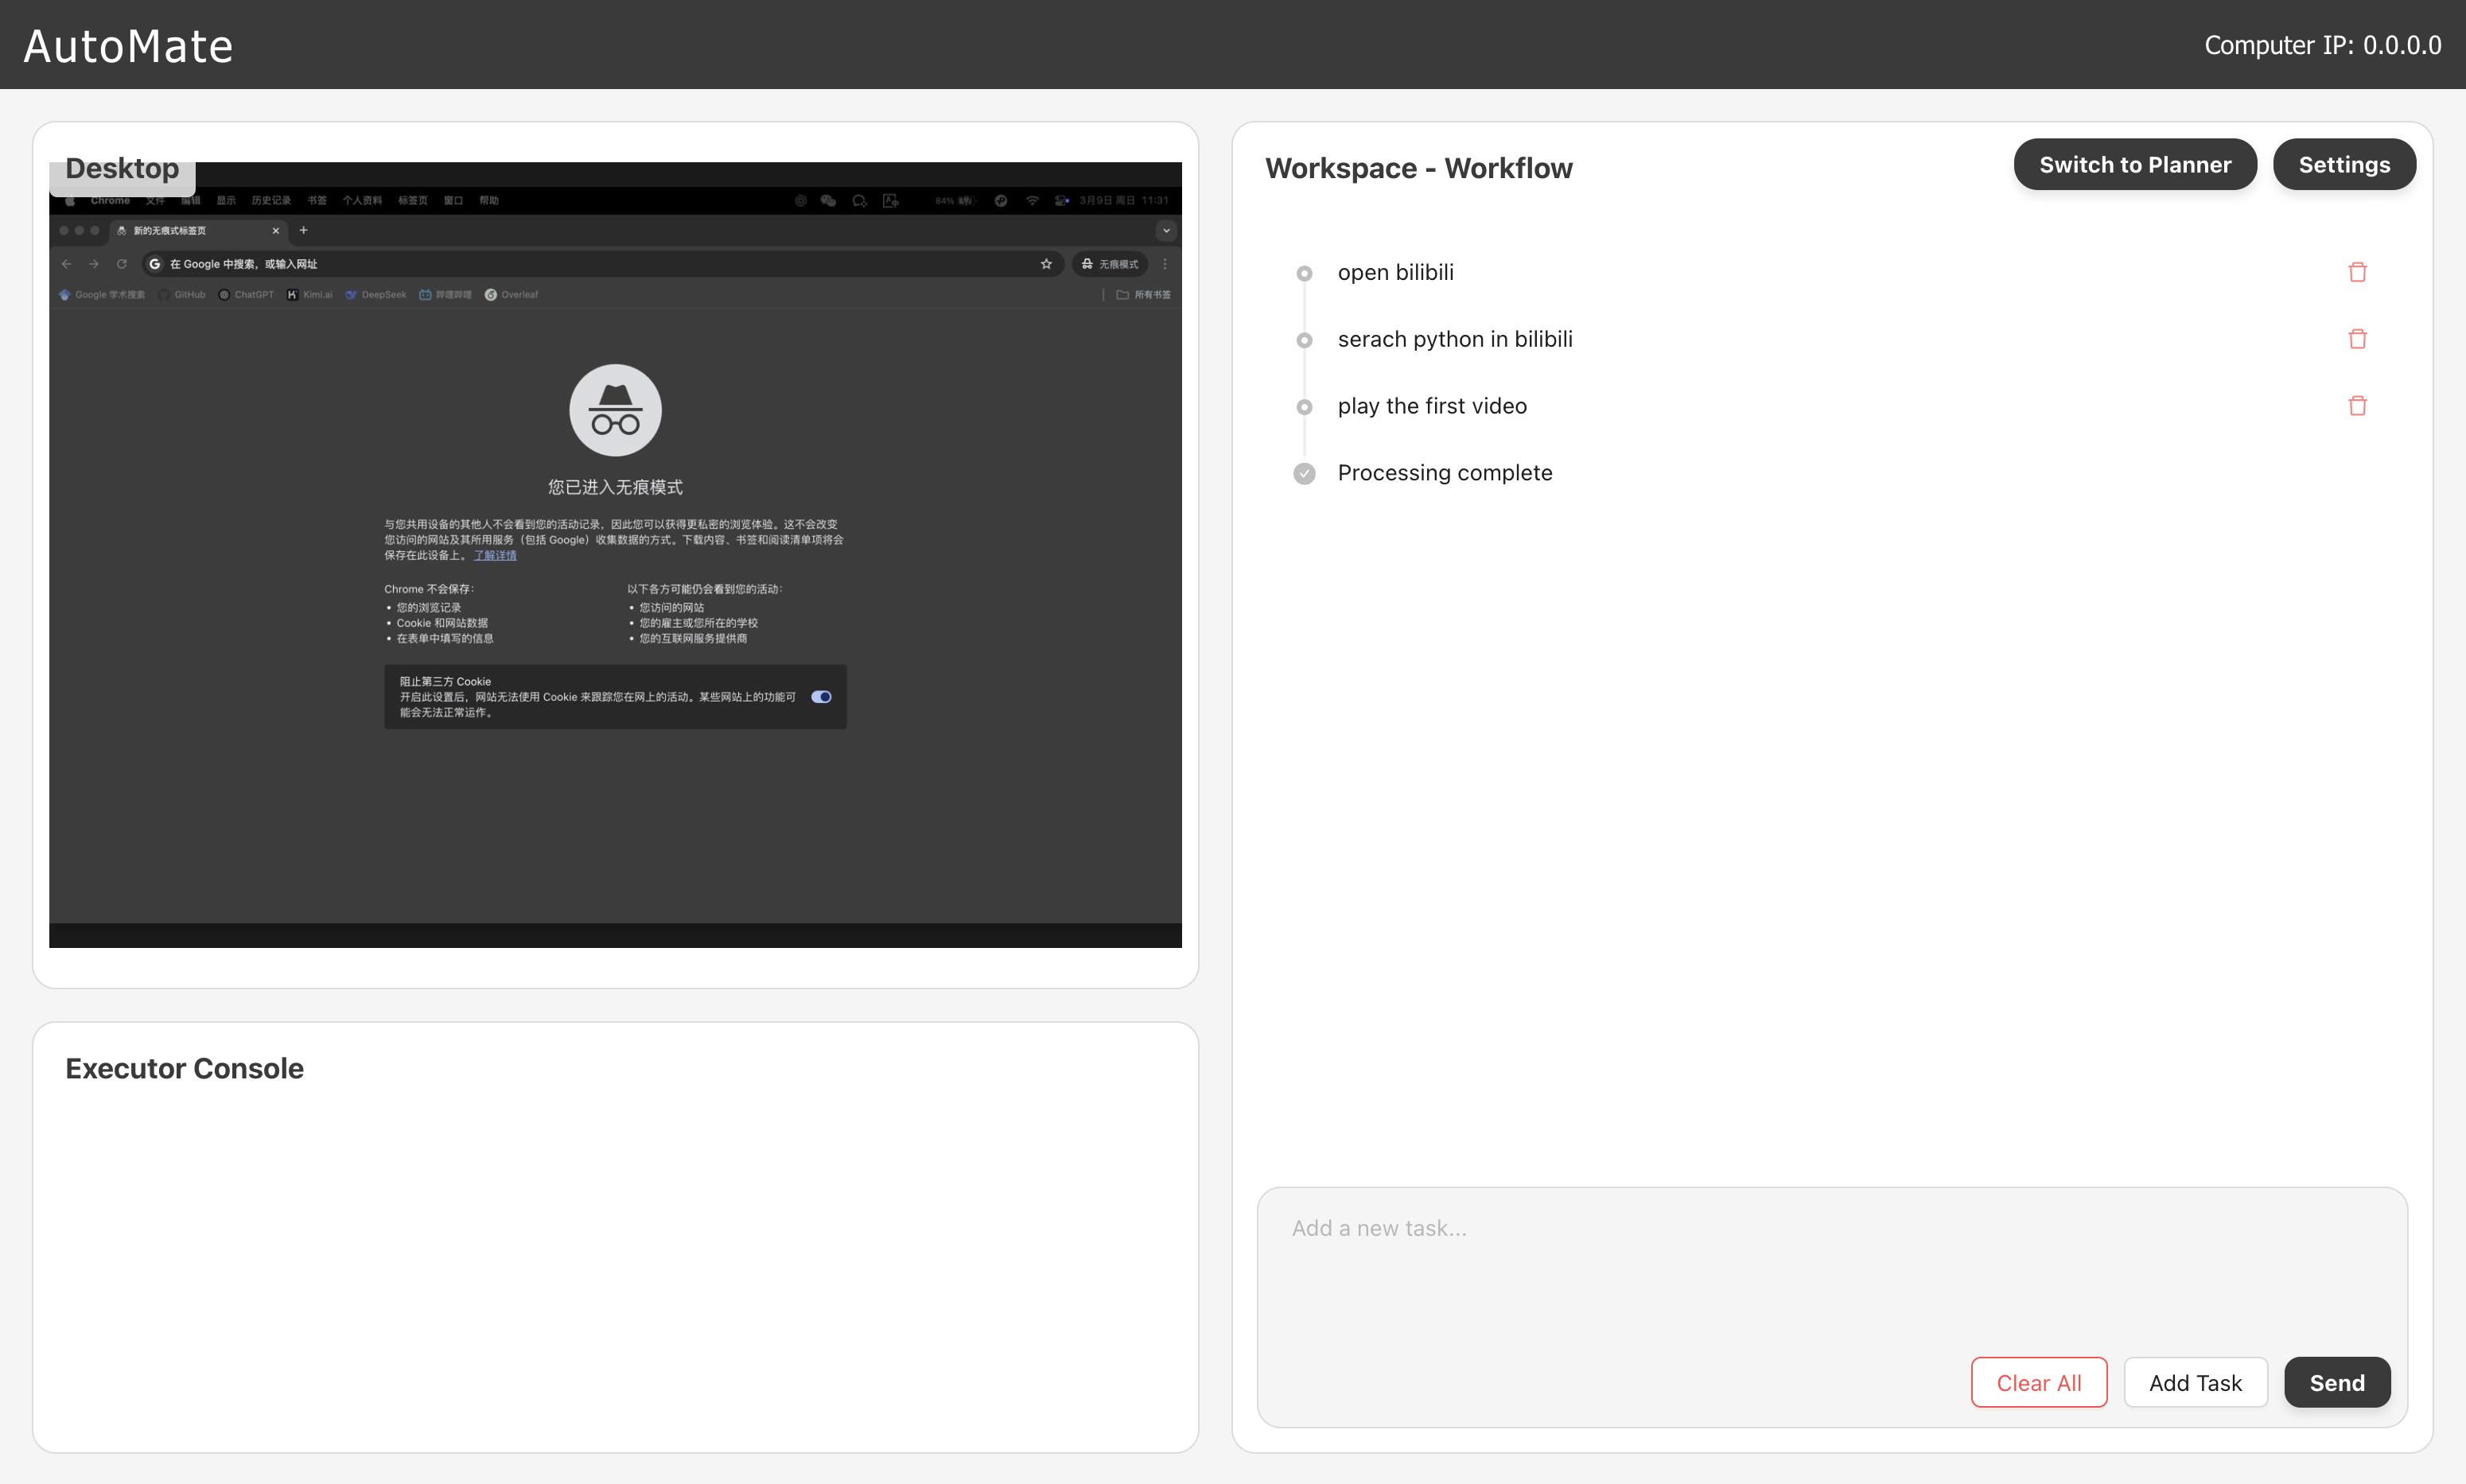 AutoMate
Computer IP: 0.0.0.0
Desktop
Chrome 文件 编辑 显示 历史记录 书签 个人资料 标签页 窗口 帮助
84% 3月9日 周日 11:31
新的无痕式标签页
在 Google 中搜索，或输入网址
无痕模式
Google 学术搜索 GitHub ChatGPT Kimi.ai DeepSeek 哔哩哔哩 Overleaf
所有书签
您已进入无痕模式
与您共用设备的其他人不会看到您的活动记录，因此您可以获得更私密的浏览体验。这不会改变
您访问的网站及其所用服务（包括 Google）收集数据的方式。下载内容、书签和阅读清单项将会
保存在此设备上。 了解详情
Chrome 不会保存：
• 您的浏览记录
• Cookie 和网站数据
• 在表单中填写的信息
以下各方可能仍会看到您的活动：
• 您访问的网站
• 您的雇主或您所在的学校
• 您的互联网服务提供商
阻止第三方 Cookie
开启此设置后，网站无法使用 Cookie 来跟踪您在网上的活动。某些网站上的功能可
能会无法正常运作。
Executor Console
Workspace - Workflow
Switch to Planner
Settings
open bilibili
serach python in bilibili
play the first video
Processing complete
Add a new task...
Clear All
Add Task
Send